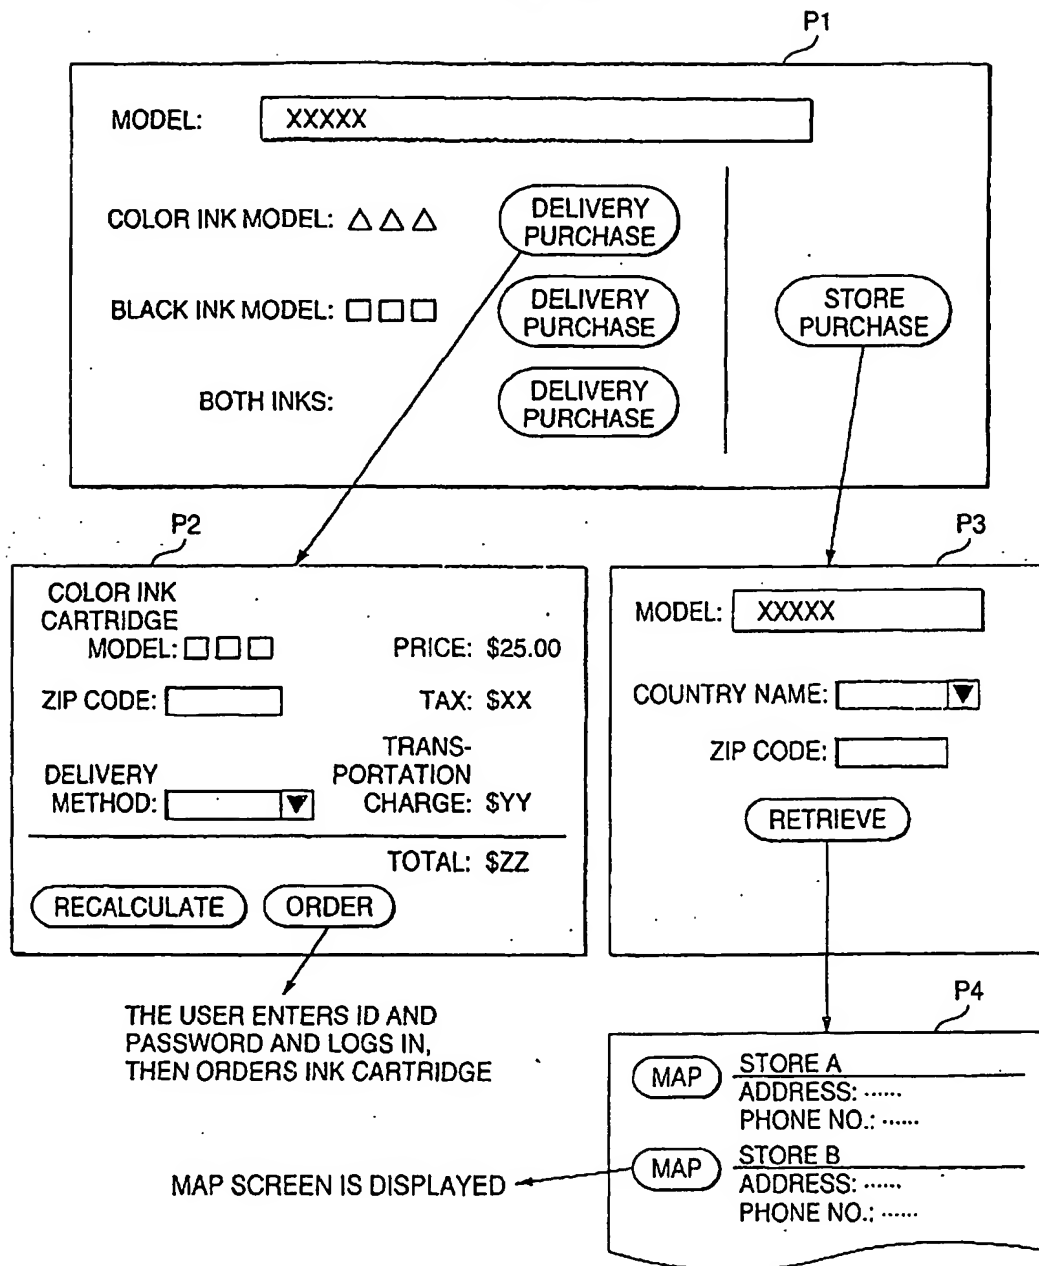 P1
MODEL: XXXXX
COLOR INK MODEL: △△△ DELIVERY PURCHASE
BLACK INK MODEL: □□□ DELIVERY PURCHASE
BOTH INKS: DELIVERY PURCHASE
STORE PURCHASE
P2
COLOR INK
CARTRIDGE
MODEL: □□□ PRICE: $25.00
ZIP CODE: TAX: $XX
DELIVERY
METHOD:
TRANS-
PORTATION
CHARGE: $YY
TOTAL: $ZZ
RECALCULATE ORDER
THE USER ENTERS ID AND
PASSWORD AND LOGS IN,
THEN ORDERS INK CARTRIDGE
P3
MODEL: XXXXX
COUNTRY NAME: ▼
ZIP CODE:
RETRIEVE
P4
MAP STORE A
ADDRESS: ······
PHONE NO.: ······
MAP STORE B
ADDRESS: ······
PHONE NO.: ······
MAP SCREEN IS DISPLAYED